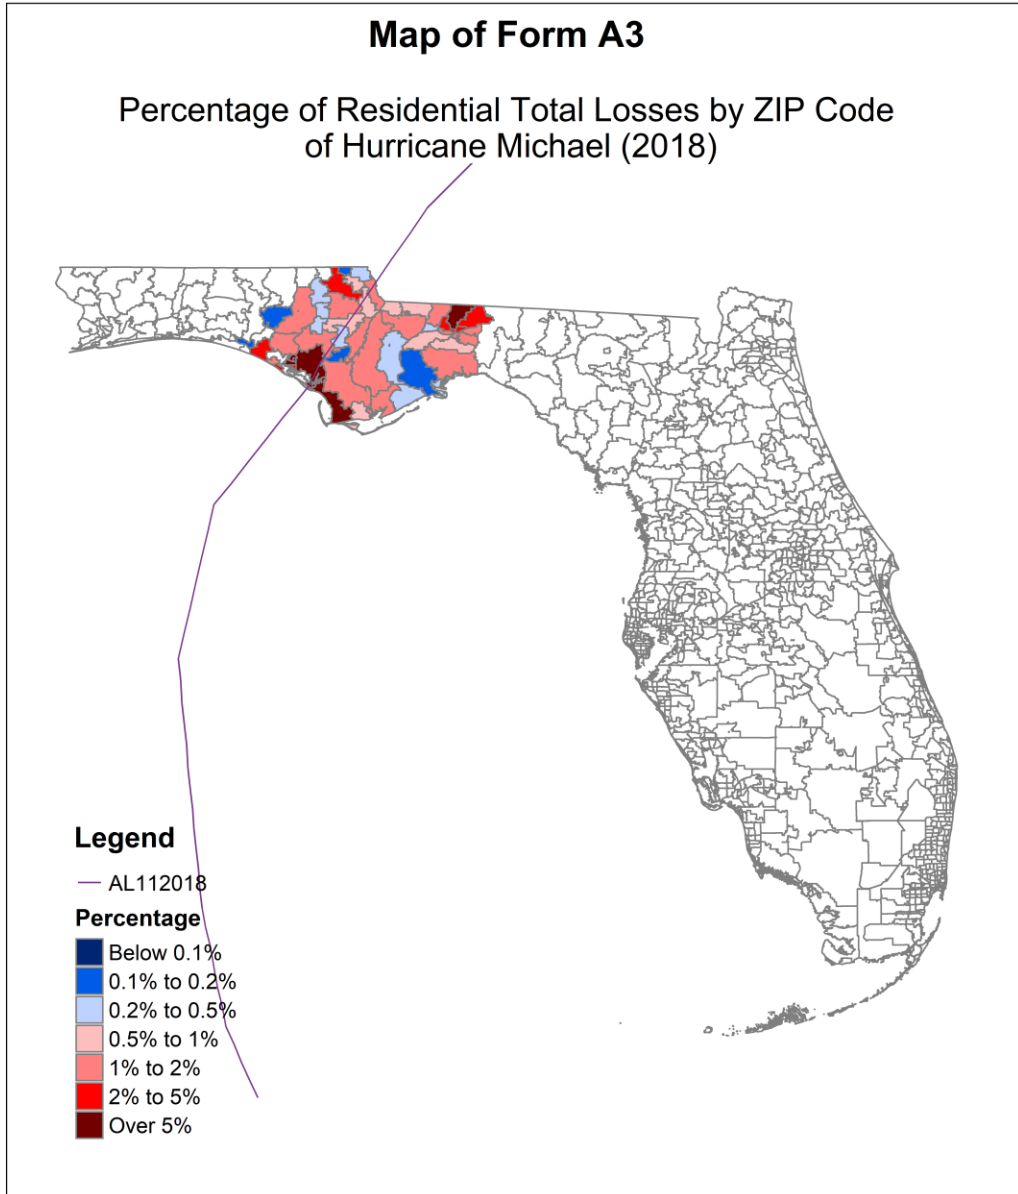 Map of Form A3
Percentage of Residential Total Losses by ZIP Code
of Hurricane Michael (2018)
Legend
AL112018
Percentage
Below 0.1%
0.1% to 0.2%
0.2% to 0.5%
0.5% to 1%
1% to 2%
2% to 5%
Over 5%